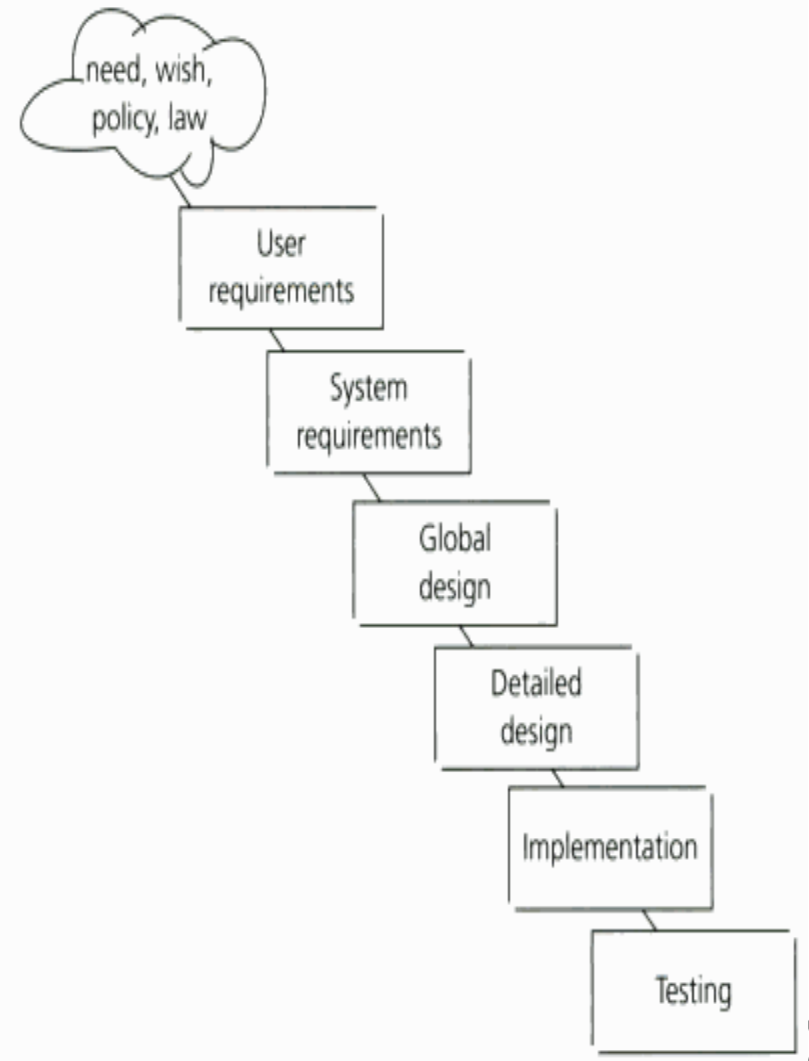 need, wish,
policy, law
User
requirements
System
requirements
Global
design
Detailed
design
Implementation
Testing